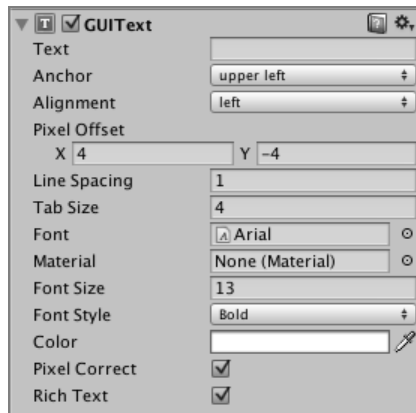 GUIText
Text
Anchor upper left
Alignment left
Pixel Offset
X 4 Y -4
Line Spacing 1
Tab Size 4
Font Arial
Material None (Material)
Font Size 13
Font Style Bold
Color
Pixel Correct
Rich Text